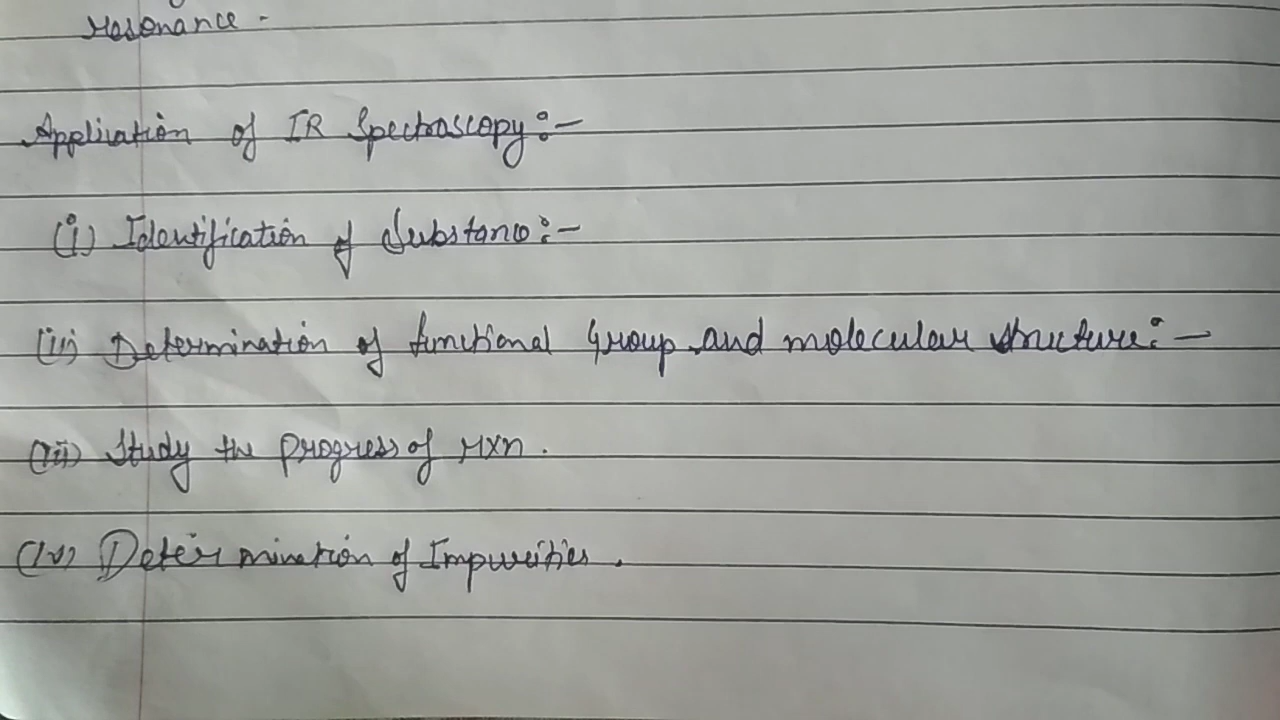 resonance.
Application of IR Spectroscopy:-
(i) Identification of Substance:-
(ii) Determination of functional Group and molecular structure:-
(iii) Study the progress of rxn.
(iv) Determination of Impurities.